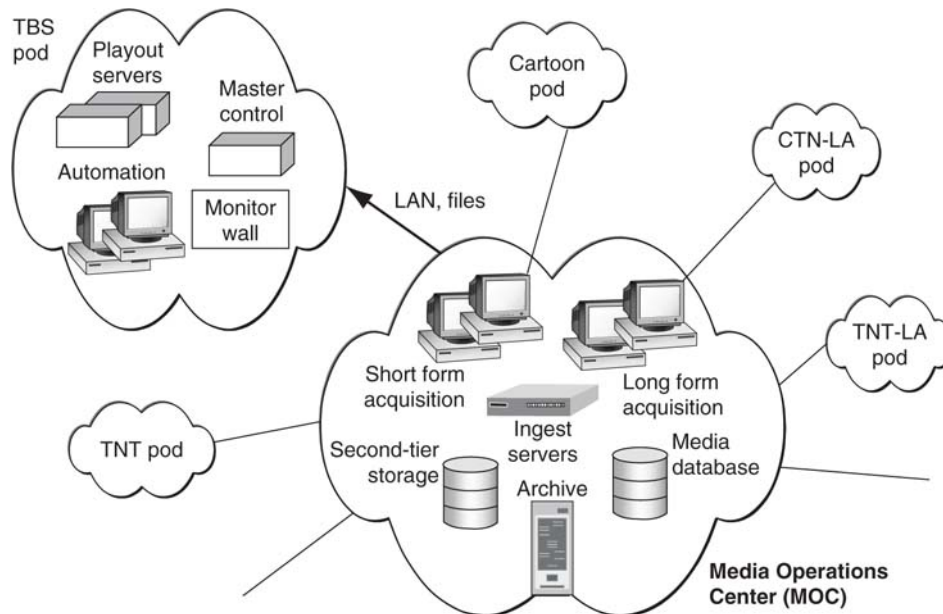 TBS
pod
Playout
servers
Master
control
Automation
Monitor
wall
Cartoon
pod
CTN-LA
pod
LAN, files
TNT-LA
pod
Short form
acquisition
Long form
acquisition
Ingest
servers
TNT pod
Second-tier
storage
Media
database
Archive
Media Operations
Center (MOC)